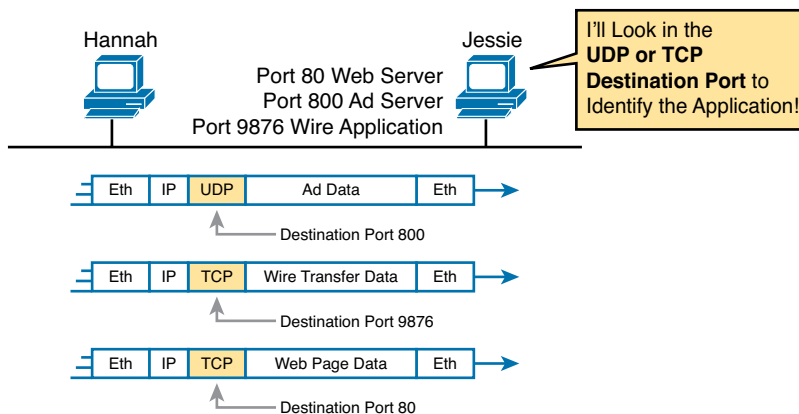 Hannah
Jessie
Port 80 Web Server
Port 800 Ad Server
Port 9876 Wire Application
I'll Look in the
UDP or TCP
Destination Port to
Identify the Application!
Eth IP UDP Ad Data Eth
Destination Port 800
Eth IP TCP Wire Transfer Data Eth
Destination Port 9876
Eth IP TCP Web Page Data Eth
Destination Port 80